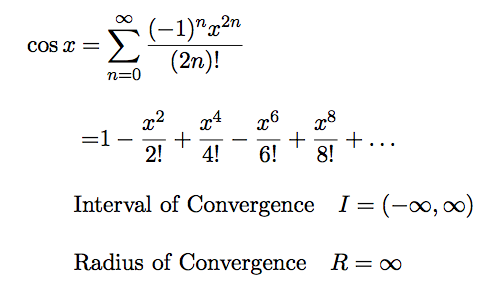 cos x = ∑_{n=0}^{∞} (-1)^n x^{2n} / (2n)!
=1 − x^2/2! + x^4/4! − x^6/6! + x^8/8! + ...
Interval of Convergence I = (−∞, ∞)
Radius of Convergence R = ∞